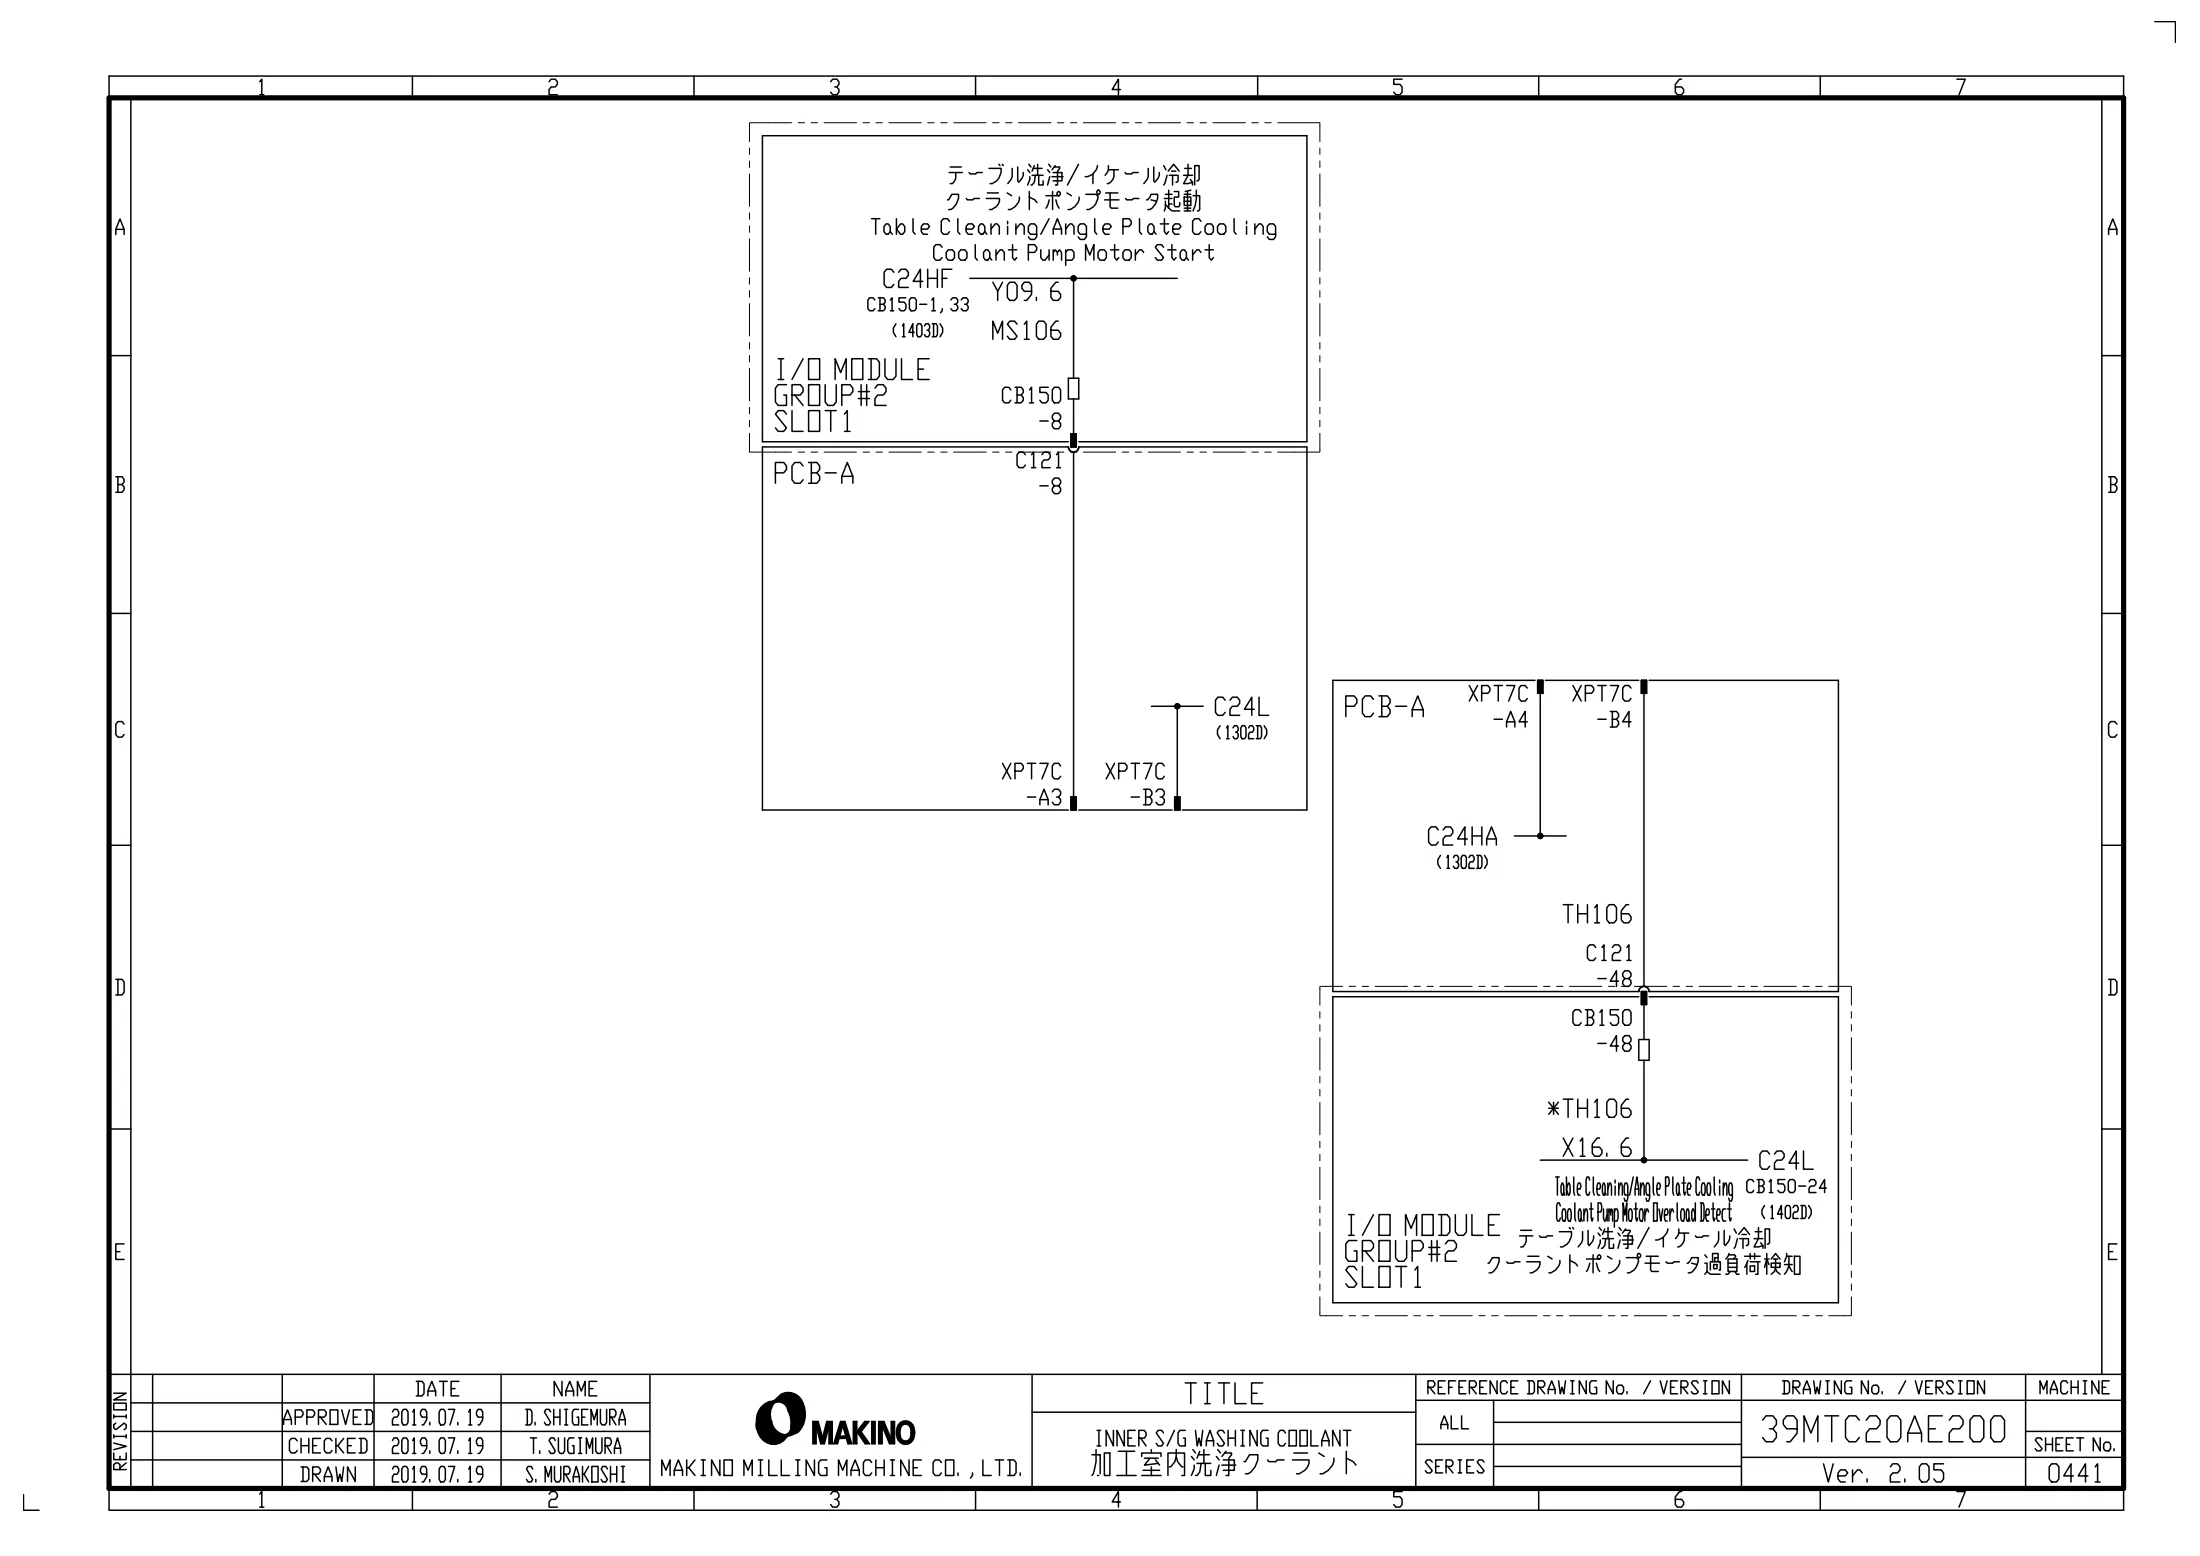 1 2 3 4 5 6 7
A A
B B
C C
D D
E E
テーブル洗浄/イケール冷却
クーラントポンプモータ起動
Table Cleaning/Angle Plate Cooling
Coolant Pump Motor Start
C24HF
CB150-1,33
(1403D)
Y09.6
MS106
I/O MODULE
GROUP#2
SLOT1
CB150
-8
C121
-8
PCB-A
C24L
(1302D)
XPT7C
-A3
XPT7C
-B3
PCB-A
XPT7C
-A4
XPT7C
-B4
C24HA
(1302D)
TH106
C121
-48
CB150
-48
*TH106
X16.6
C24L
CB150-24
(1402D)
Table Cleaning/Angle Plate Cooling
Coolant Pump Motor Overload Detect
テーブル洗浄/イケール冷却
クーラントポンプモータ過負荷検知
I/O MODULE
GROUP#2
SLOT1
REVISION
DATE NAME
APPROVED 2019.07.19 D. SHIGEMURA
CHECKED 2019.07.19 T. SUGIMURA
DRAWN 2019.07.19 S. MURAKOSHI
MAKINO
MAKINO MILLING MACHINE CO.,LTD.
TITLE
INNER S/G WASHING COOLANT
加工室内洗浄クーラント
REFERENCE DRAWING No. / VERSION
ALL
SERIES
DRAWING No. / VERSION
39MTC20AE200
Ver. 2.05
MACHINE
SHEET No.
0441
1 2 3 4 5 6 7